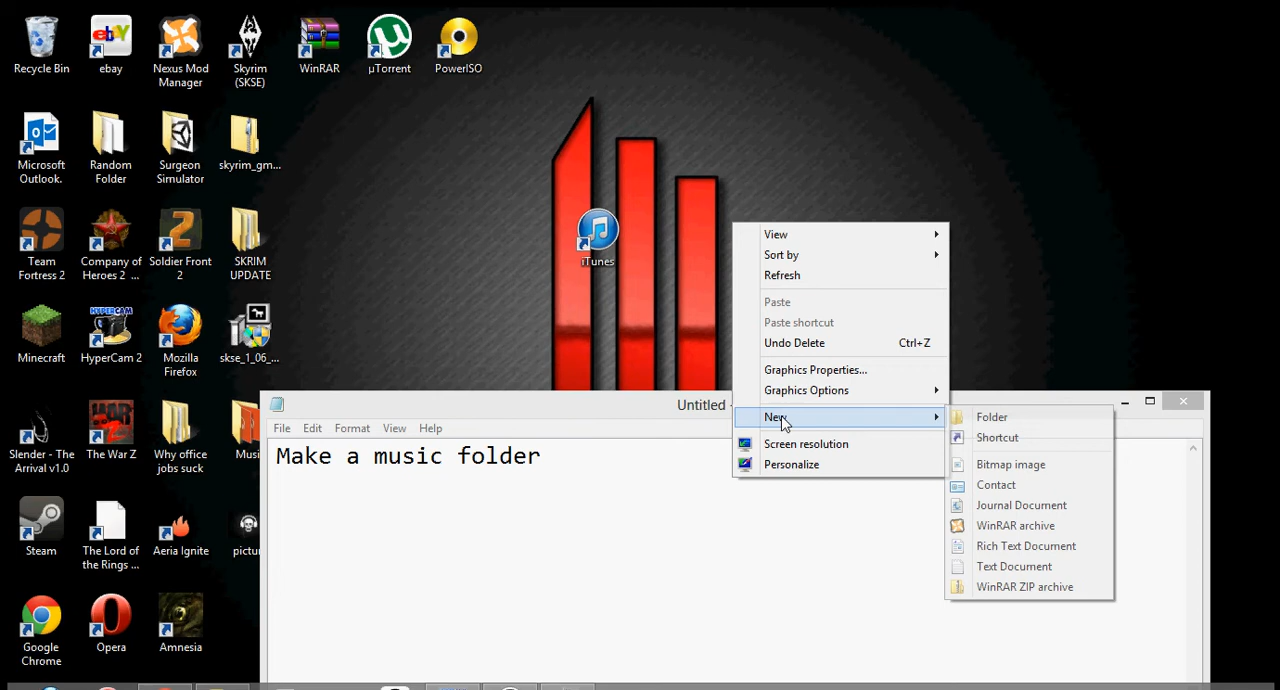 Recycle Bin
ebay
Nexus Mod
Manager
Skyrim
(SKSE)
WinRAR
µTorrent
PowerISO
Microsoft
Outlook.
Random
Folder
Surgeon
Simulator
skyrim_gm...
Team
Fortress 2
Company of
Heroes 2 ...
Soldier Front
2
SKRIM
UPDATE
iTunes
Minecraft
HyperCam 2
Mozilla
Firefox
skse_1_06_...
Slender - The
Arrival v1.0
The War Z
Why office
jobs suck
Musi
Steam
The Lord of
the Rings ...
Aeria Ignite
pictur
Google
Chrome
Opera
Amnesia
View
Sort by
Refresh
Paste
Paste shortcut
Undo Delete Ctrl+Z
Graphics Properties...
Graphics Options
New
Screen resolution
Personalize
Folder
Shortcut
Bitmap image
Contact
Journal Document
WinRAR archive
Rich Text Document
Text Document
WinRAR ZIP archive
Untitled -
File Edit Format View Help
Make a music folder